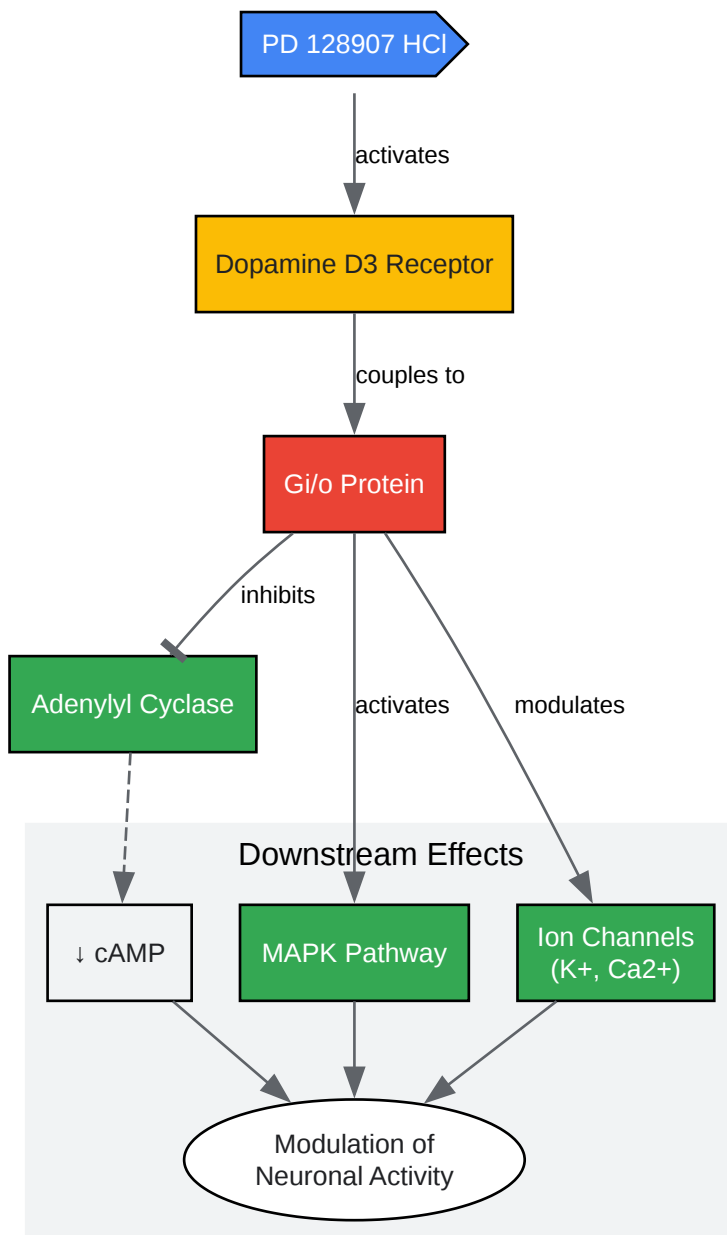 PD 128907 HCl
activates
Dopamine D3 Receptor
couples to
Gi/o Protein
inhibits
Adenylyl Cyclase
activates
modulates
Downstream Effects
↓ cAMP
MAPK Pathway
Ion Channels
(K+, Ca2+)
Modulation of
Neuronal Activity